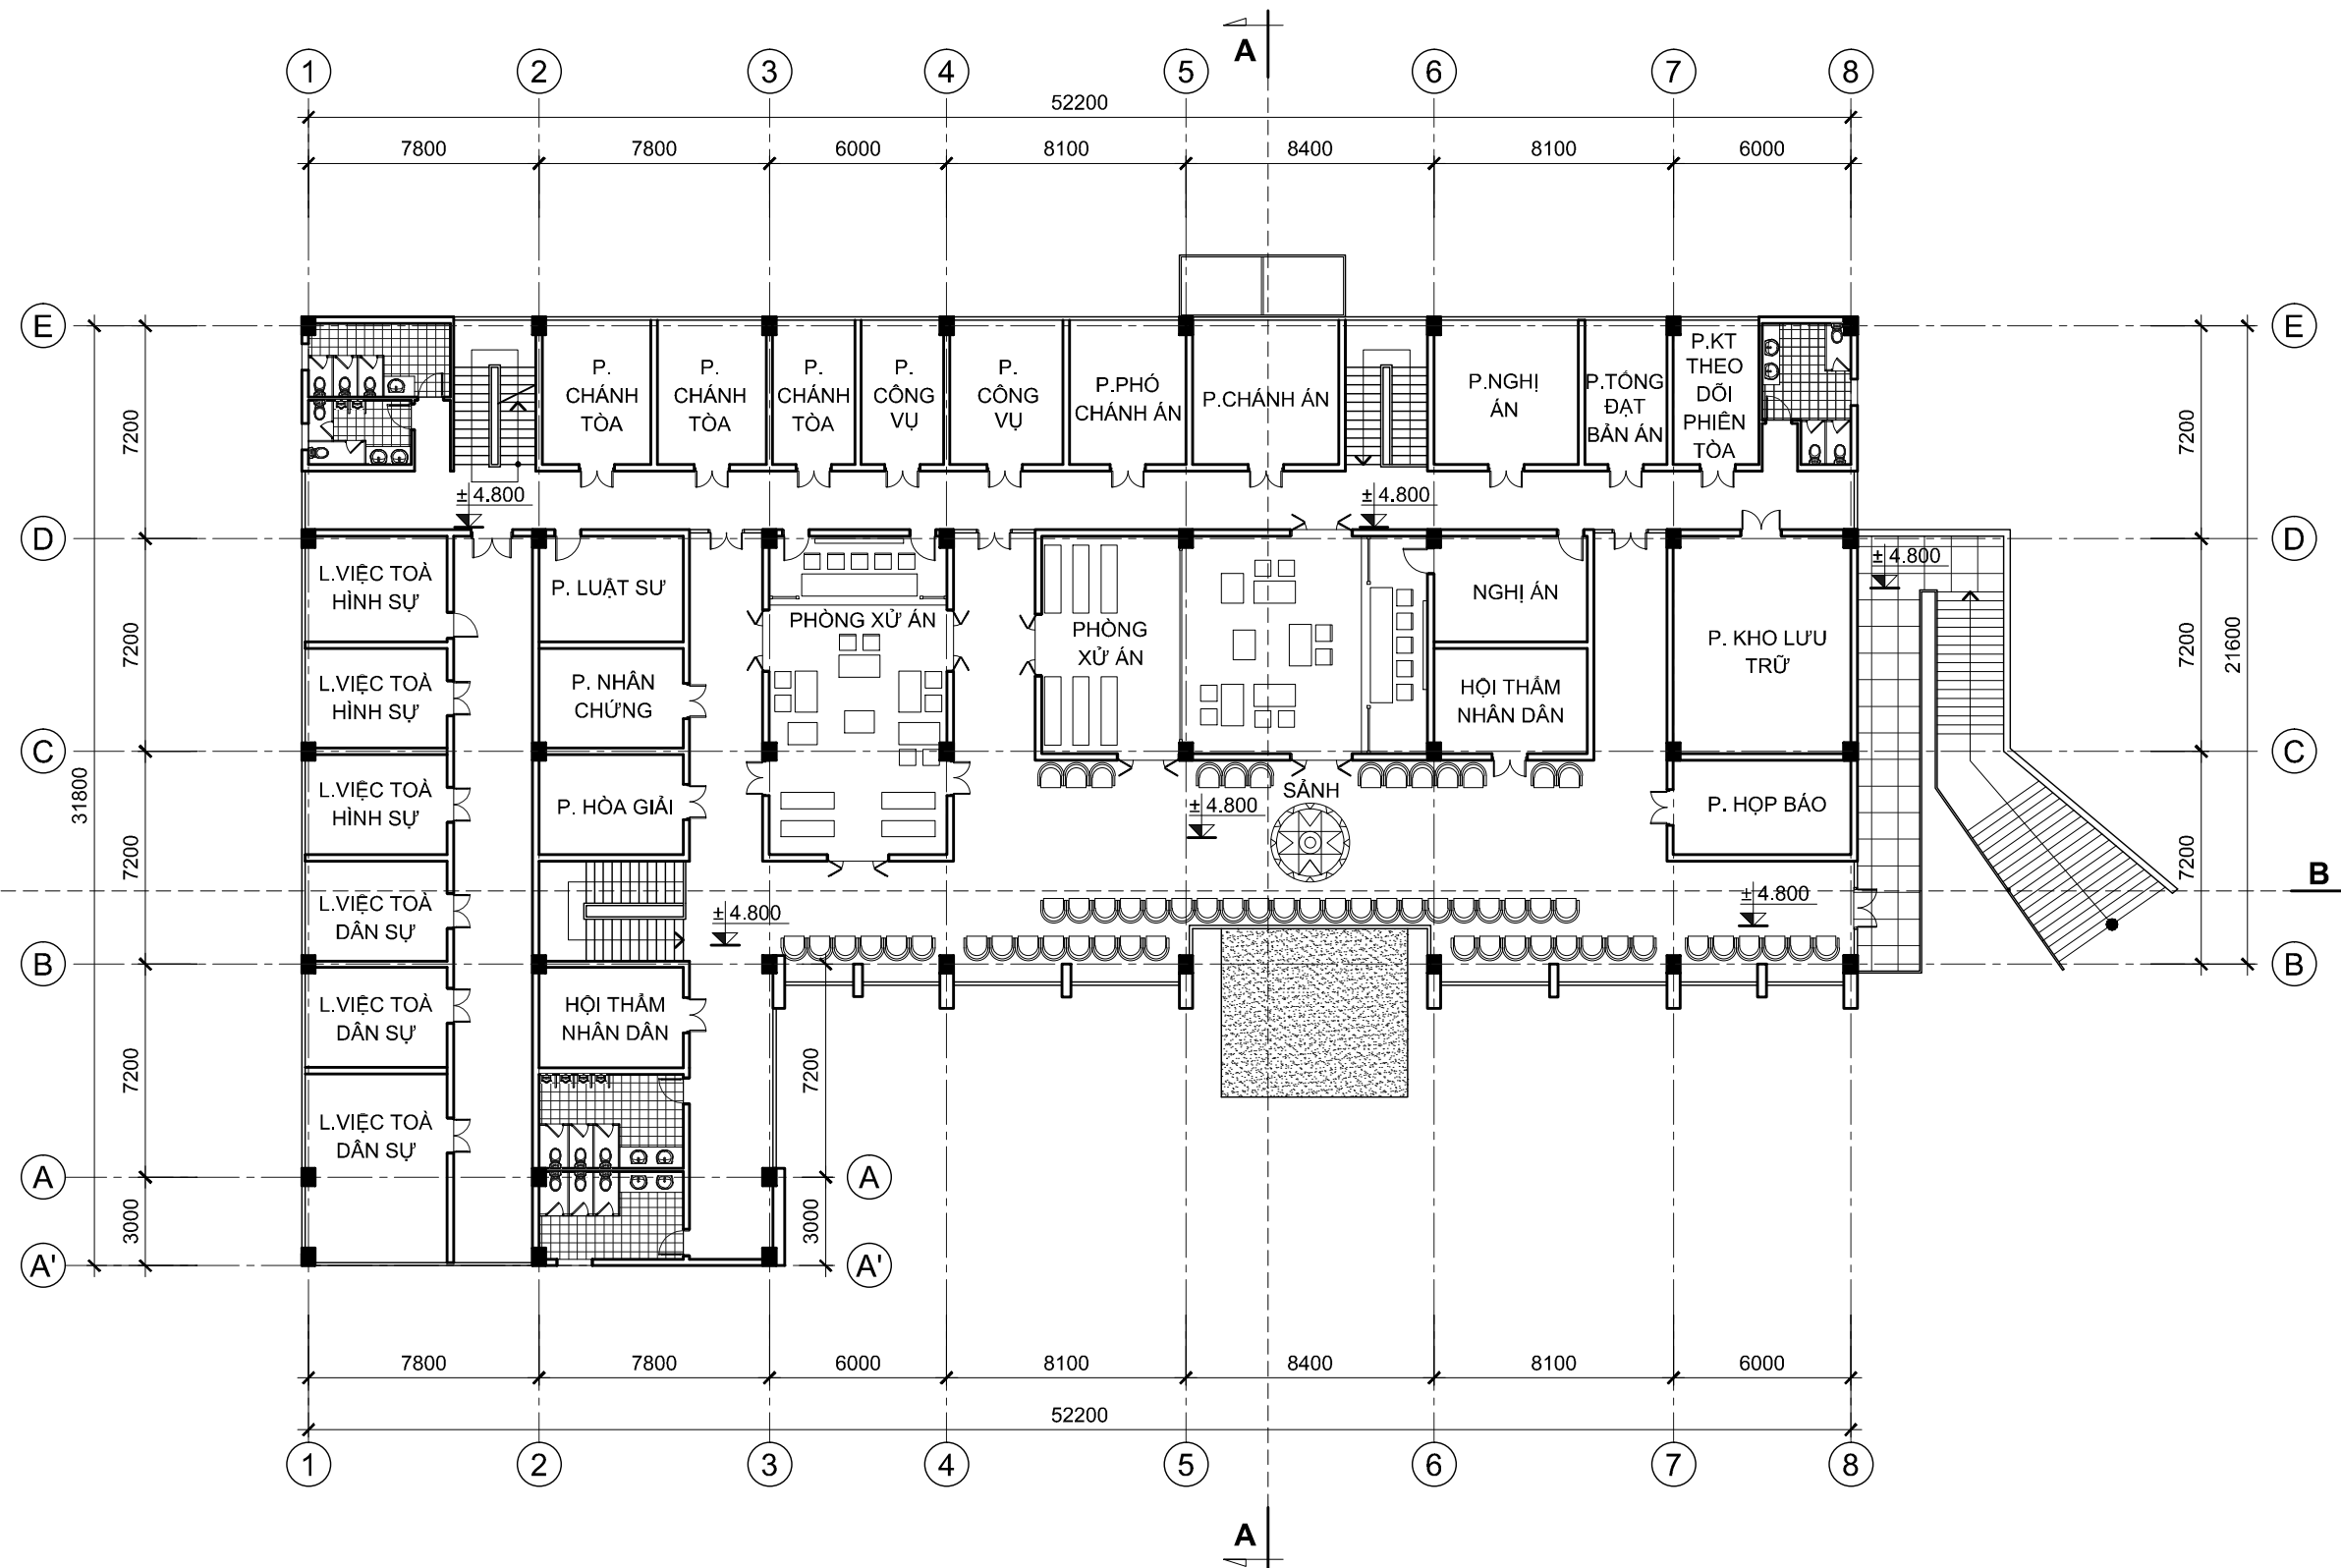 A
1 2 3 4 5 6 7 8
52200
7800 7800 6000 8100 8400 8100 6000
E E
P.
CHÁNH
TÒA
P.
CHÁNH
TÒA
P.
CHÁNH
TÒA
P.
CÔNG
VỤ
P.
CÔNG
VỤ
P.PHÓ
CHÁNH ÁN
P.CHÁNH ÁN
P.NGHỊ
ÁN
P.TỐNG
ĐẠT
BẢN ÁN
P.KT
THEO
DÕI
PHIÊN
TÒA
7200 7200
± 4.800
± 4.800
D D
± 4.800
L.VIỆC TOÀ
HÌNH SỰ
P. LUẬT SƯ
PHÒNG XỬ ÁN
PHÒNG
XỬ ÁN
NGHỊ ÁN
P. KHO LƯU
TRỮ
7200 7200
21600
L.VIỆC TOÀ
HÌNH SỰ
P. NHÂN
CHỨNG
HỘI THẨM
NHÂN DÂN
C C
31800
L.VIỆC TOÀ
HÌNH SỰ
P. HÒA GIẢI
SẢNH
± 4.800
P. HỌP BÁO
7200 7200
B
L.VIỆC TOÀ
DÂN SỰ
± 4.800
± 4.800
B B
L.VIỆC TOÀ
DÂN SỰ
HỘI THẨM
NHÂN DÂN
7200 7200
L.VIỆC TOÀ
DÂN SỰ
A A
3000 3000
A' A'
7800 7800 6000 8100 8400 8100 6000
52200
1 2 3 4 5 6 7 8
A